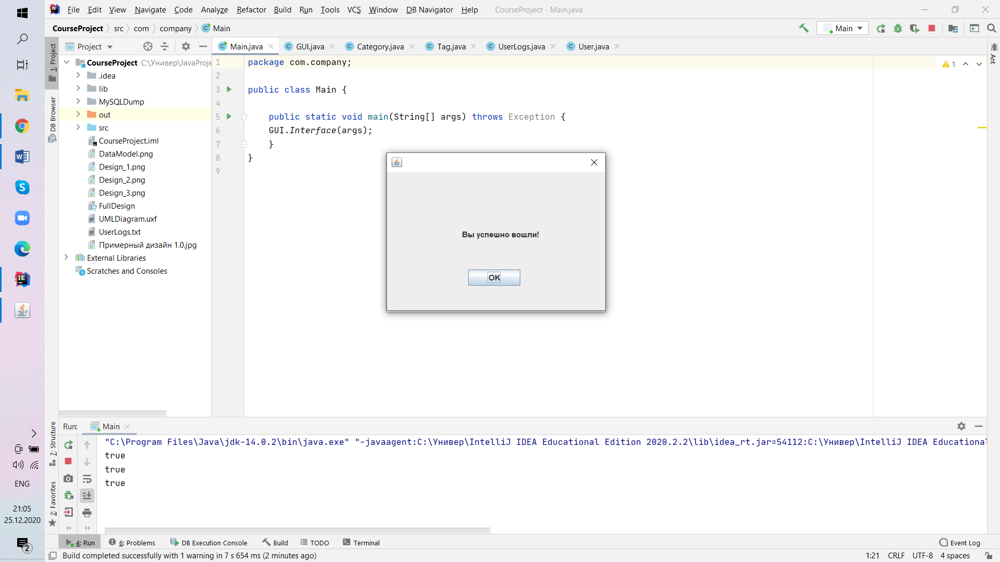 File Edit View Navigate Code Analyze Refactor Build Run Tools VCS Window DB Navigator Help CourseProject - Main.java
CourseProject src com company Main
Main
Project
Main.java GUI.java Category.java Tag.java UserLogs.java User.java
1: Project
DB Browser
7: Structure
2: Favorites
Ant
CourseProject C:\Универ\JavaProje
.idea
lib
MySQLDump
out
src
CourseProject.iml
DataModel.png
Design_1.png
Design_2.png
Design_3.png
FullDesign
UMLDiagram.uxf
UserLogs.txt
Примерный дизайн 1.0.jpg
External Libraries
Scratches and Consoles
1 package com.company;
2
3 public class Main {
4
5 public static void main(String[] args) throws Exception {
6 GUI.Interface(args);
7 }
8 }
9
1
Вы успешно вошли!
OK
Run: Main
"C:\Program Files\Java\jdk-14.0.2\bin\java.exe" "-javaagent:C:\Универ\IntelliJ IDEA Educational Edition 2020.2.2\lib\idea_rt.jar=54112:C:\Универ\IntelliJ IDEA Educational
true
true
true
4: Run 6: Problems DB Execution Console Build TODO Terminal Event Log
Build completed successfully with 1 warning in 7 s 654 ms (2 minutes ago) 1:21 CRLF UTF-8 4 spaces
ENG
21:05
25.12.2020
2